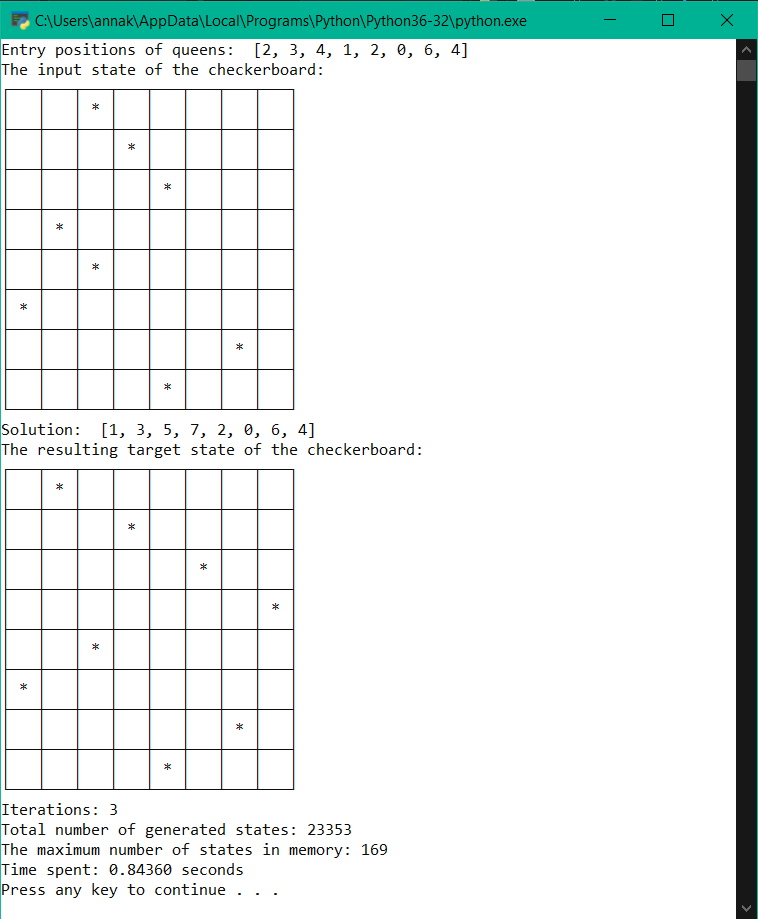 C:\Users\annak\AppData\Local\Programs\Python\Python36-32\python.exe
Entry positions of queens:  [2, 3, 4, 1, 2, 0, 6, 4]
The input state of the checkerboard:
*
*
*
*
*
*
*
*
Solution:  [1, 3, 5, 7, 2, 0, 6, 4]
The resulting target state of the checkerboard:
*
*
*
*
*
*
*
*
Iterations: 3
Total number of generated states: 23353
The maximum number of states in memory: 169
Time spent: 0.84360 seconds
Press any key to continue . . .